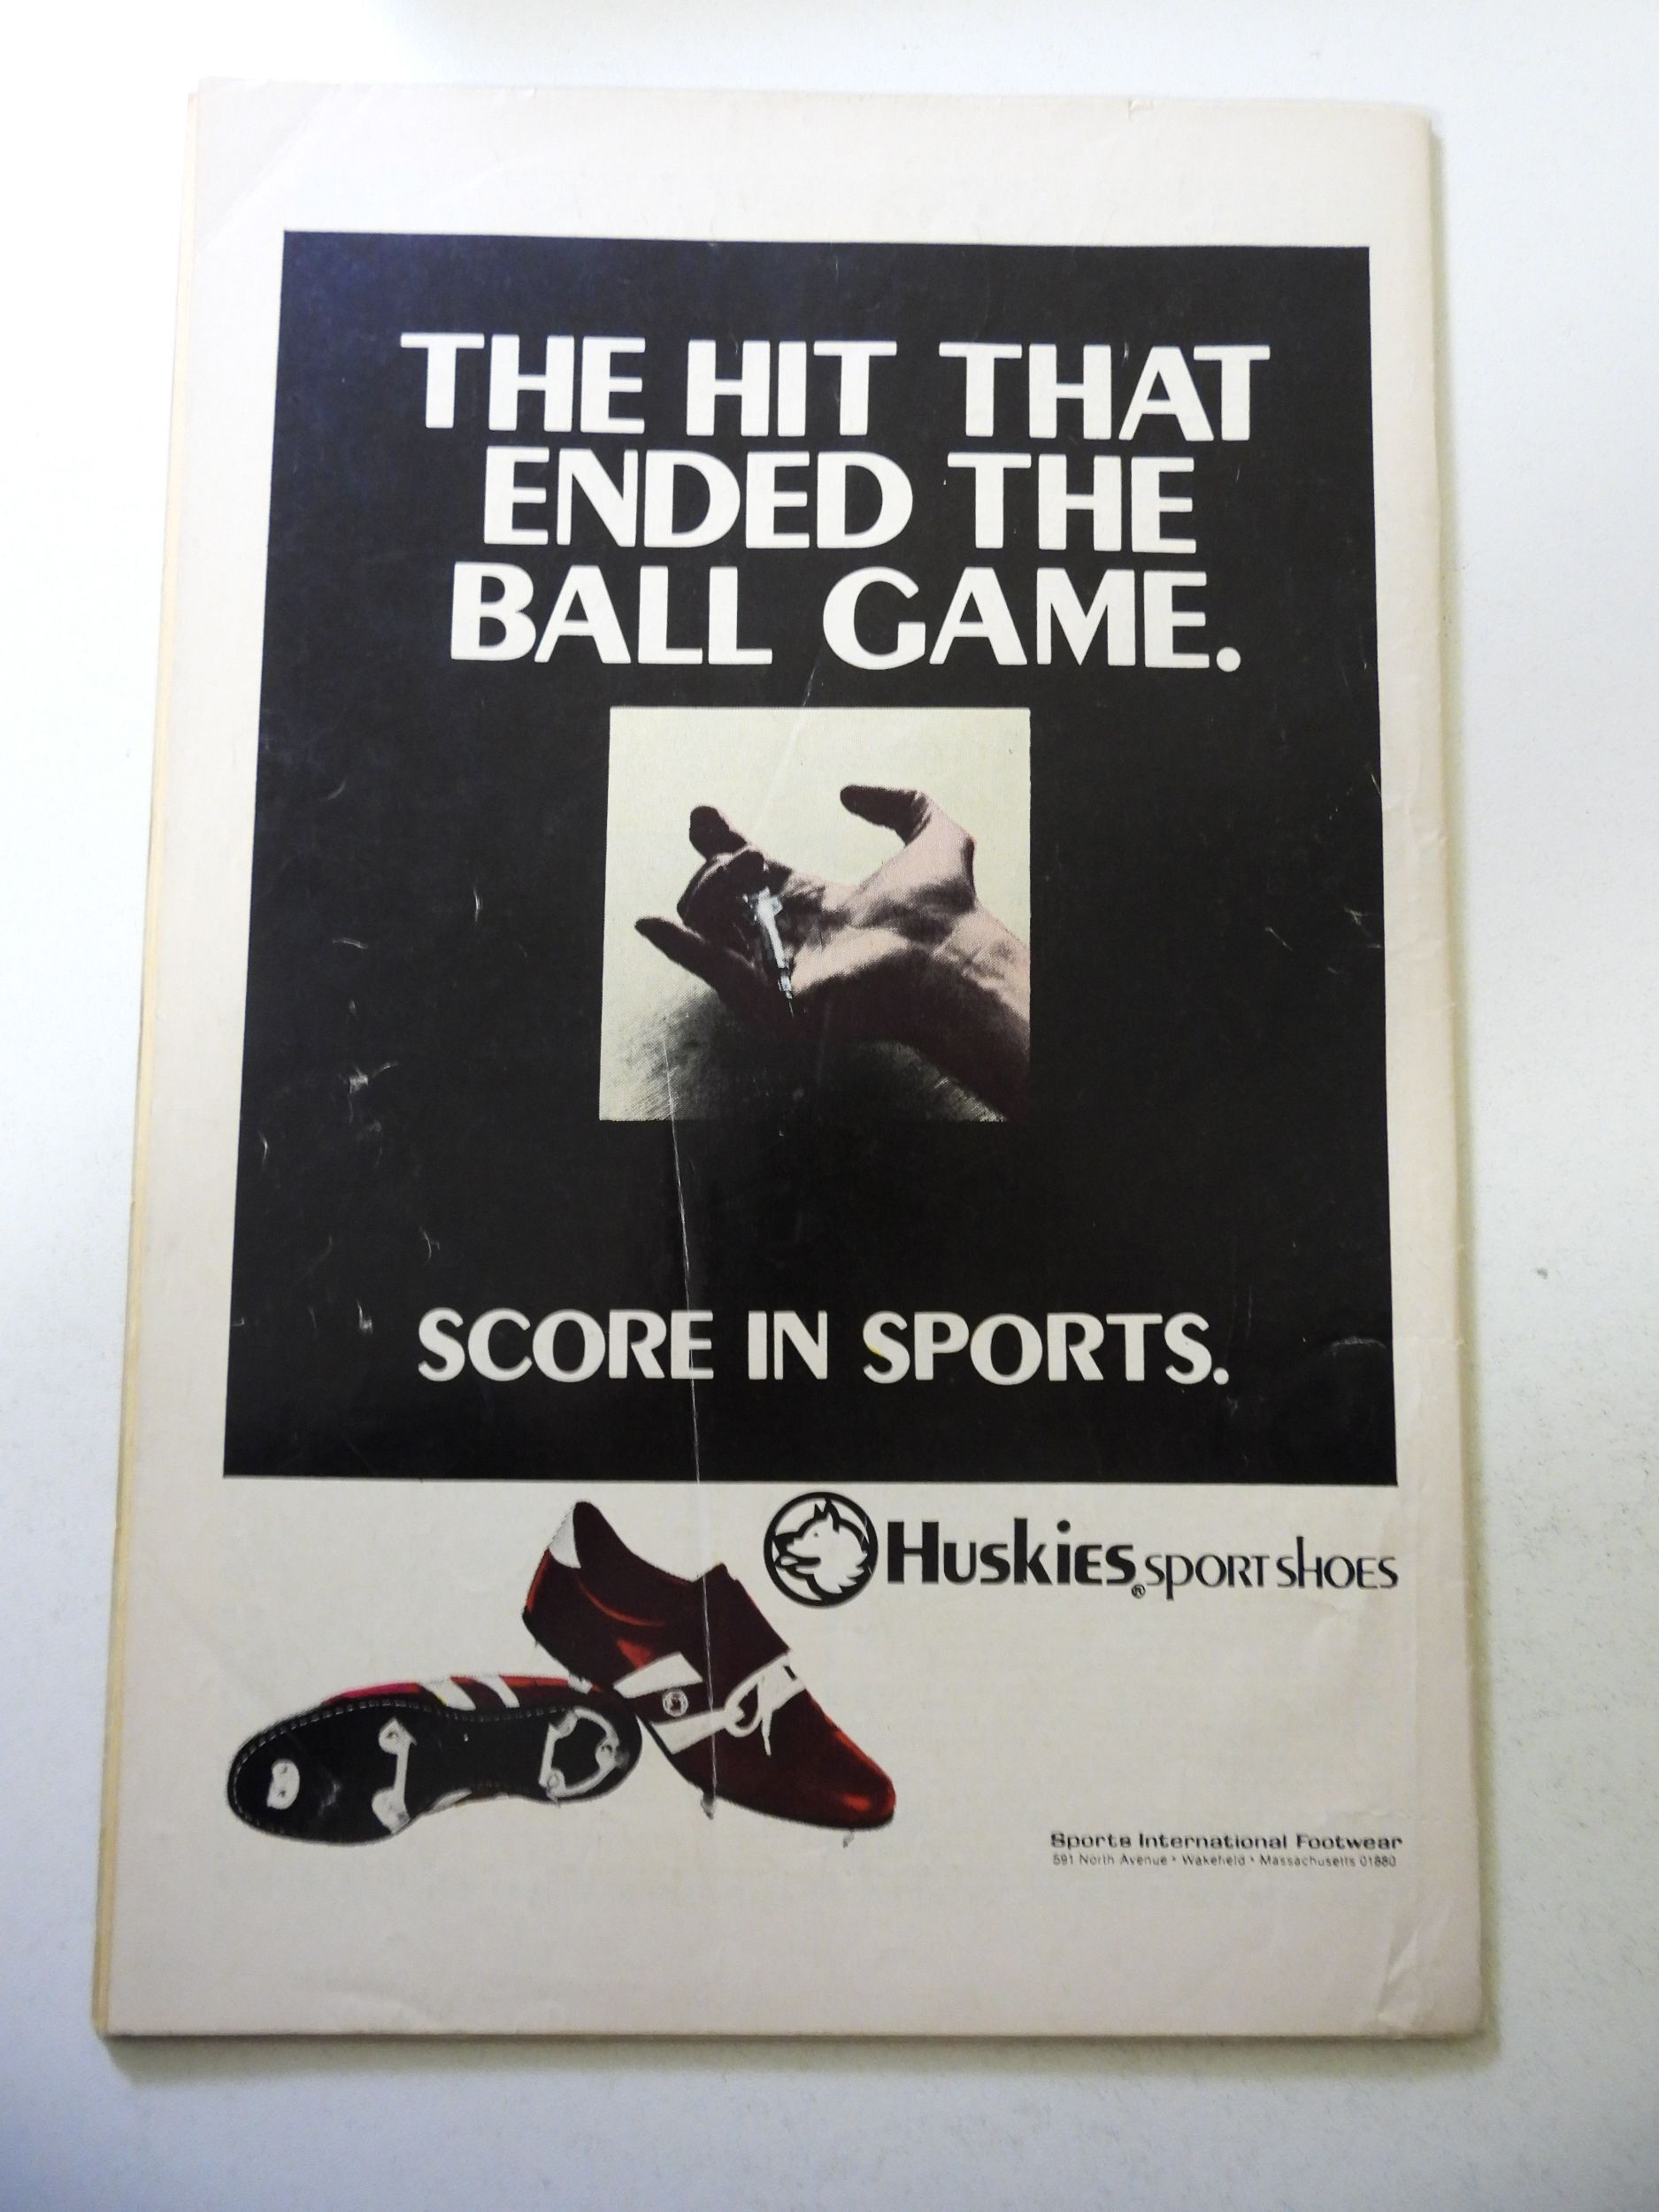 THE HIT THAT
ENDED THE
BALL GAME.
SCORE IN SPORTS.
Huskies® SPORT SHOES
Sports International Footwear
591 North Avenue • Wakefield • Massachusetts 01880